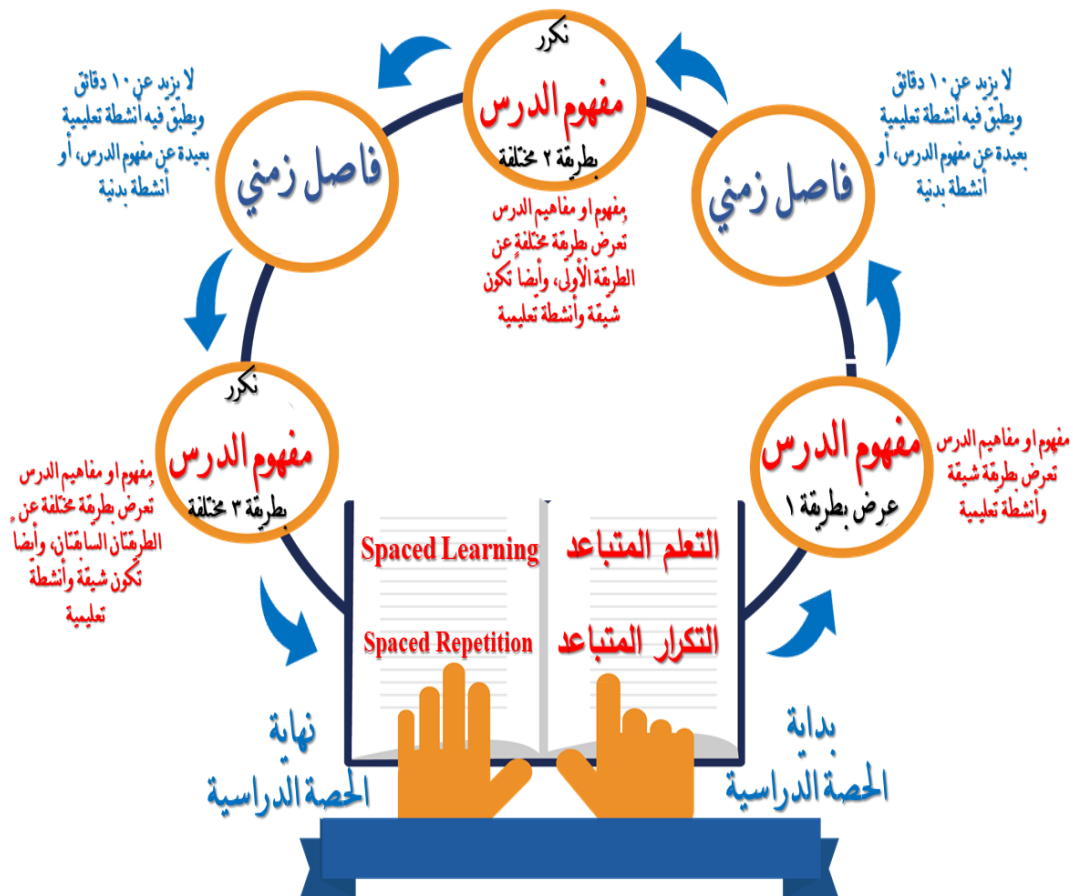 التعلم المتباعد
Spaced Learning
التكرار المتباعد
Spaced Repetition
بداية
الحصة الدراسية
مفهوم الدرس
عرض بطريقة ١
مفهوم او مفاهيم الدرس
تُعرض بطريقة شيقة
وأنشطة تعليمية
فاصل زمني
لا يزيد عن ١٠ دقائق
ويطبق فيه أنشطة تعليمية
بعيدة عن مفهوم الدرس، أو
أنشطة بدنية
نكرر
مفهوم الدرس
بطريقة ٢ مختلفة
مفهوم او مفاهيم الدرس
تُعرض بطريقة مختلفةٍ عن
الطريقة الأولى، وأيضا تكون
شيقة وأنشطة تعليمية
فاصل زمني
لا يزيد عن ١٠ دقائق
ويطبق فيه أنشطة تعليمية
بعيدة عن مفهوم الدرس، أو
أنشطة بدنية
نكرر
مفهوم الدرس
بطريقة ٣ مختلفة
مفهوم او مفاهيم الدرس
تُعرض بطريقة مختلفة عن
الطريقتان السابقتان، وأيضاً
تكون شيقة وأنشطة
تعليمية
نهاية
الحصة الدراسية